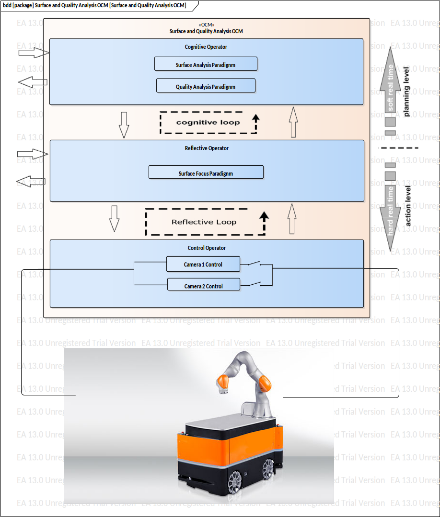 bdd [package] Surface and Quality Analysis OCM [Surface and Quality Analysis OCM]
«OCM»
Surface and Quality Analysis OCM
Cognitive Operator
Surface Analysis Paradigm
Quality Analysis Paradigm
cognitive loop
Reflective Operator
Surface Focus Paradigm
Reflective Loop
Control Operator
Camera 1 Control
Camera 2 Control
soft real time
planning level
hard real time
action level
EA 13.0 Unregistered Trial Version